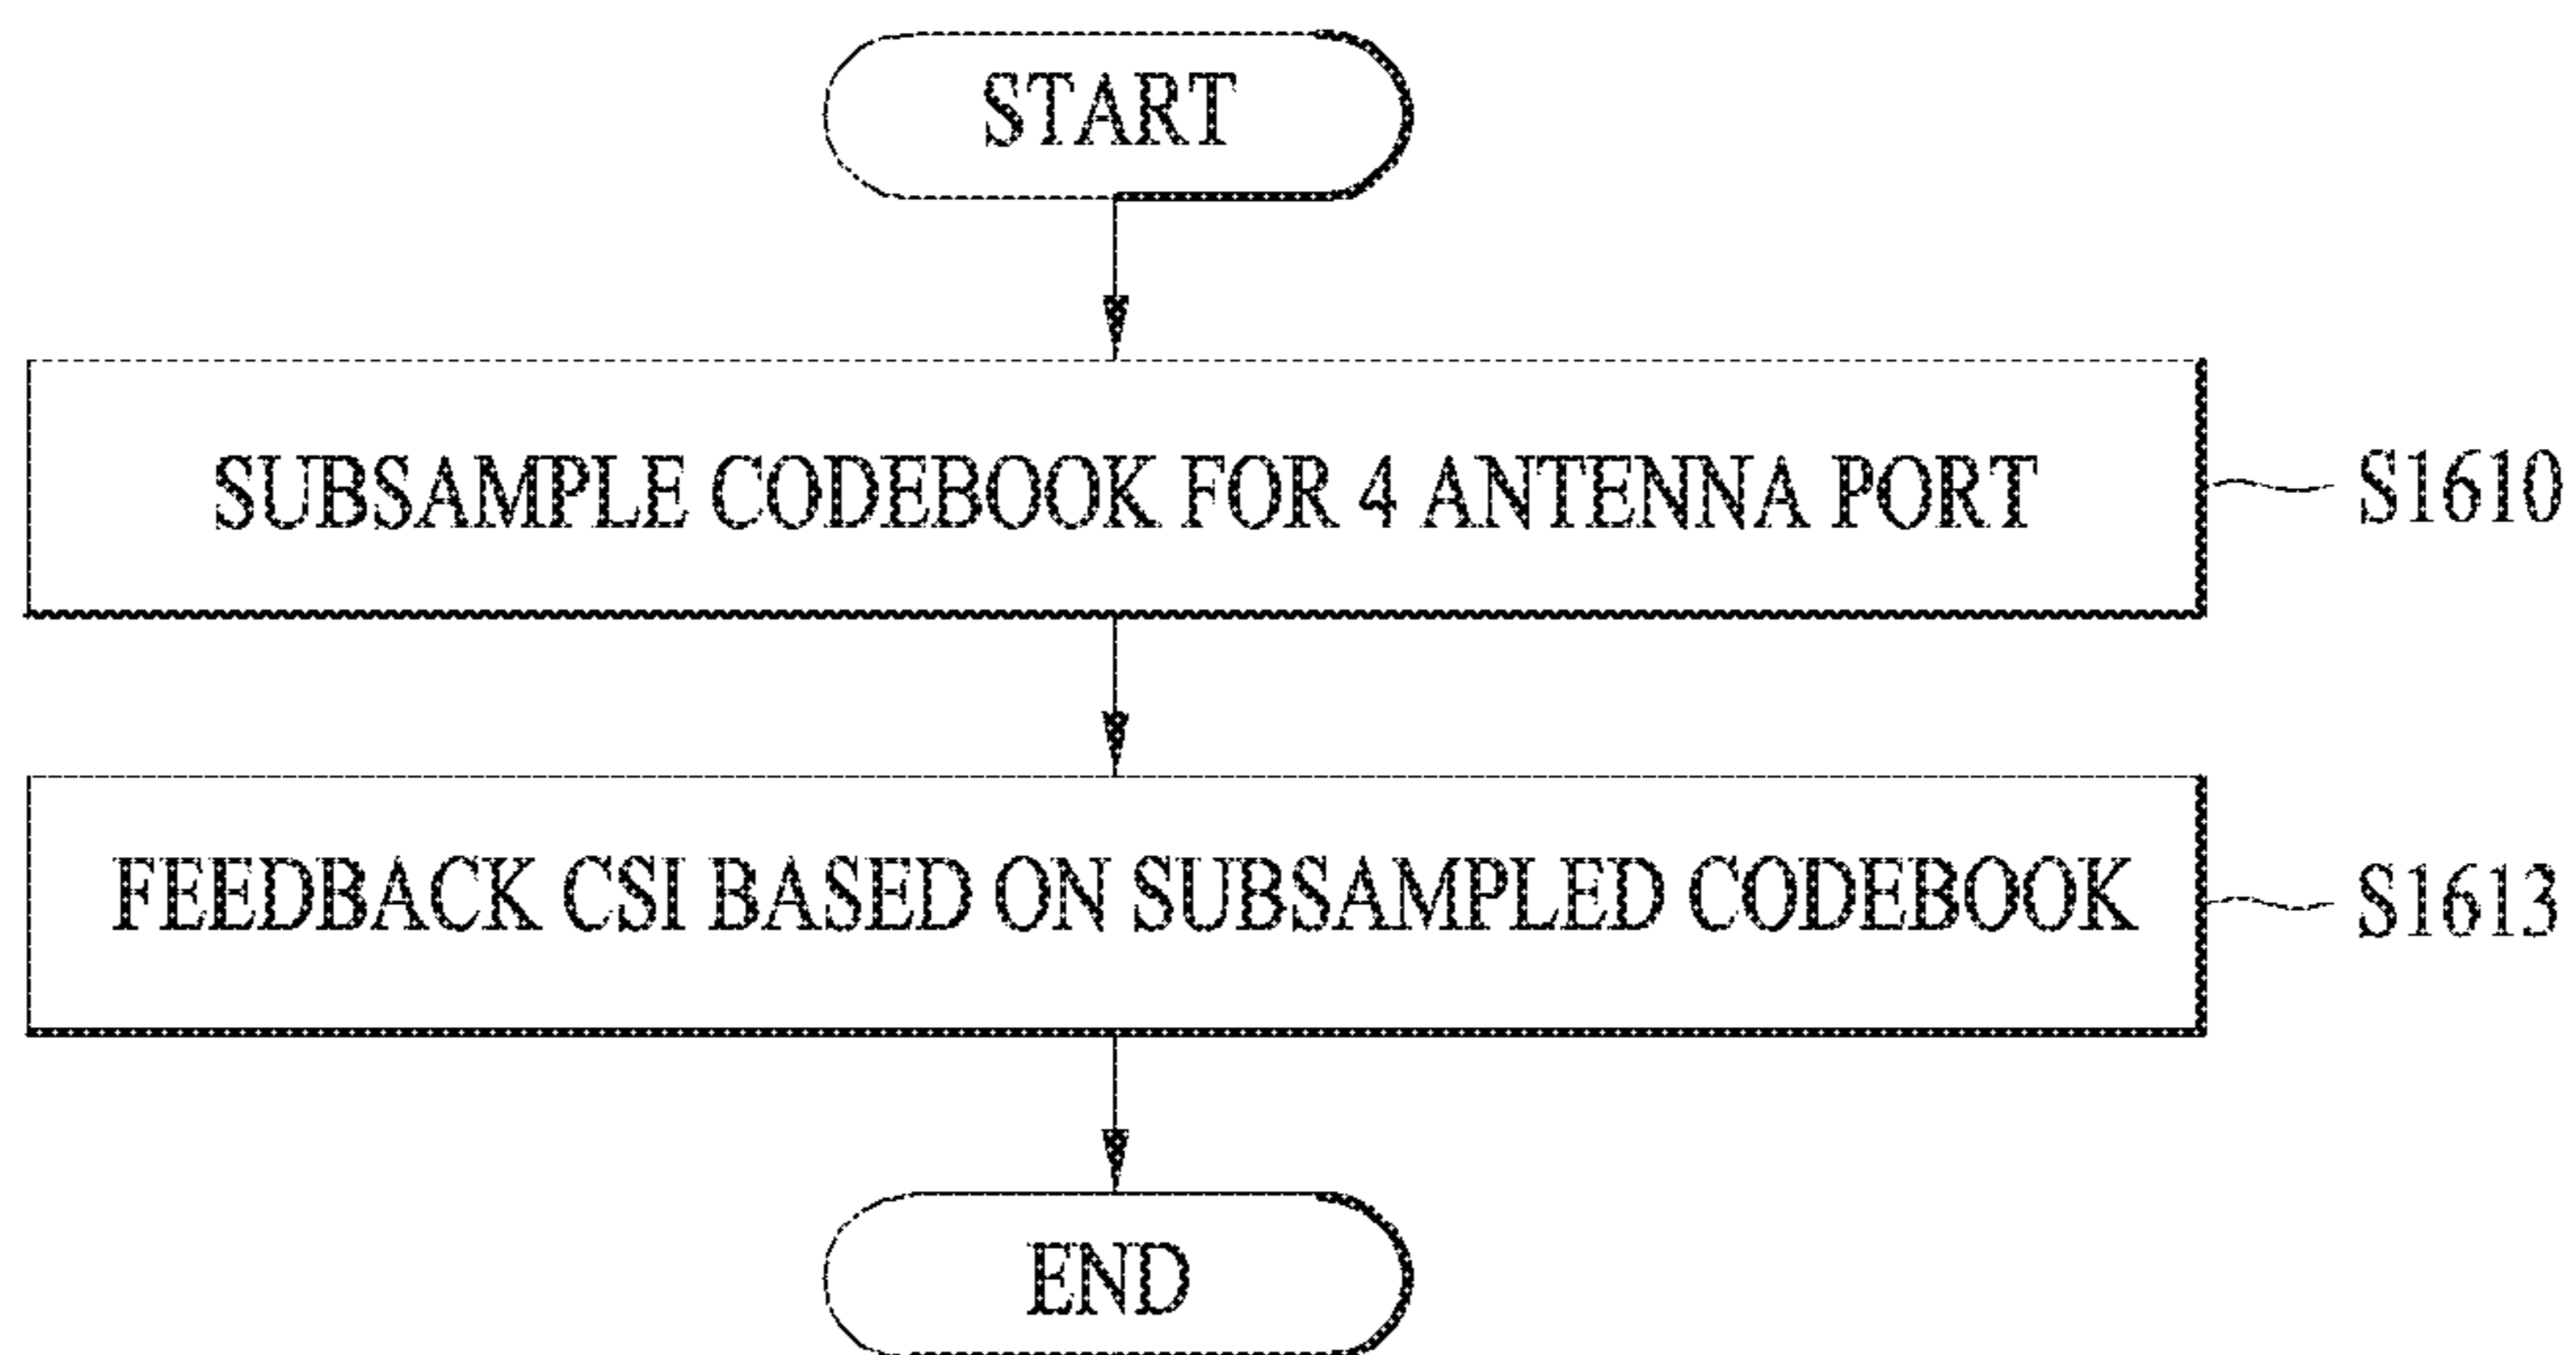 START
SUBSAMPLE CODEBOOK FOR 4 ANTENNA PORT
S1610
FEEDBACK CSI BASED ON SUBSAMPLED CODEBOOK
S1613
END